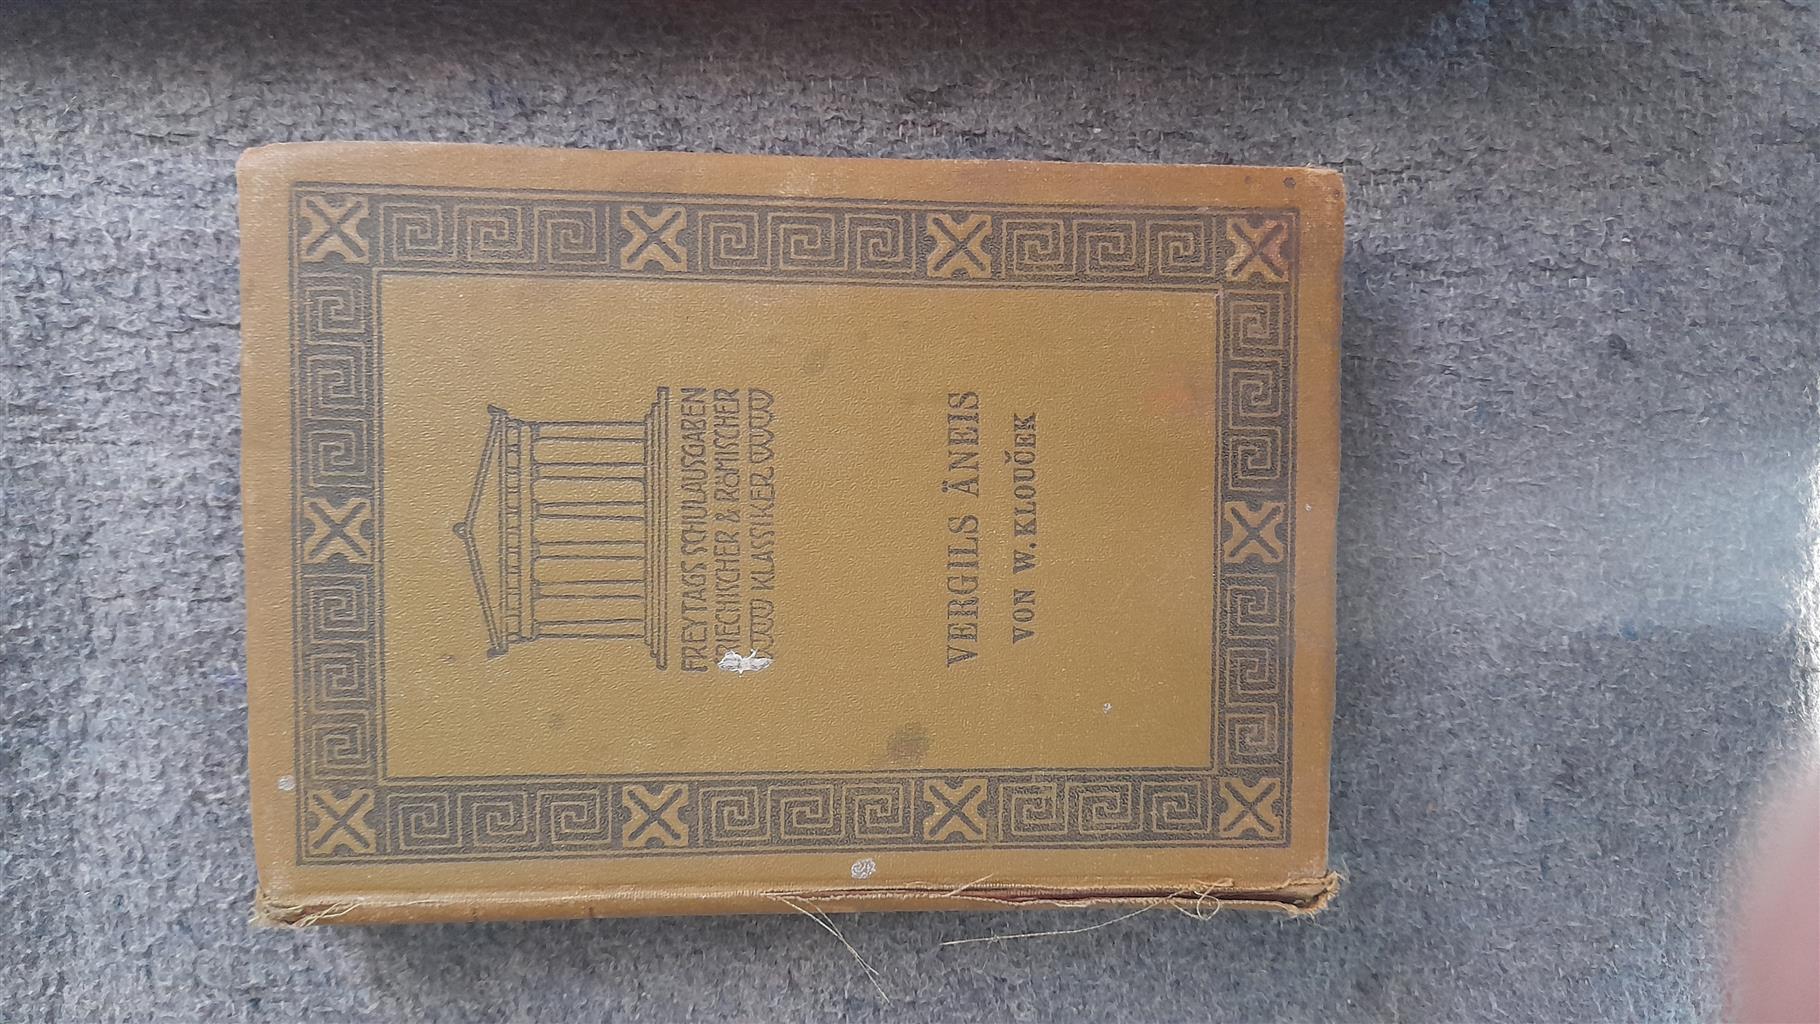 FREYTAGS SCHULAUSGABEN
GRIECHISCHER & RÖMISCHER
KLASSIKER
VERGILS ÄNEIS
VON W. KLOUČEK